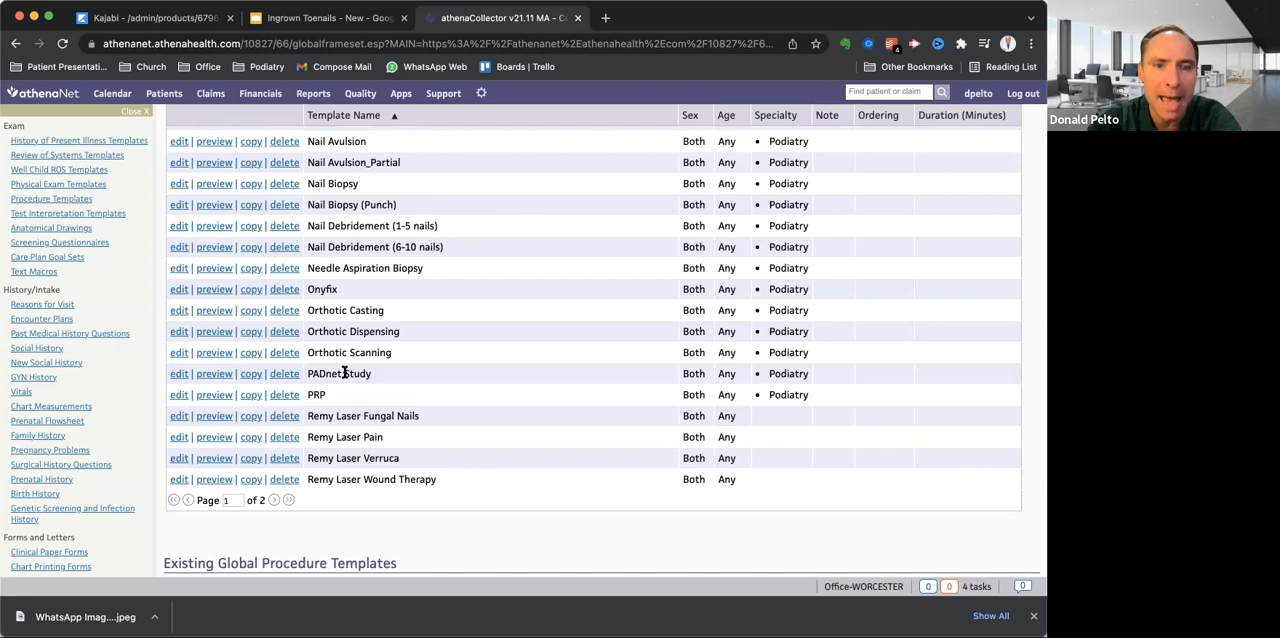 Kajabi - /admin/products/6796
Ingrown Toenails - New - Goog
athenaCollector v21.11 MA - C
athenanet.athenahealth.com/10827/66/globalframeset.esp?MAIN=https%3A%2F%2Fathenanet%2Eathenahealth%2Ecom%2F10827%2F6...
4
Patient Presentati...
Church
Office
Podiatry
Compose Mail
WhatsApp Web
Boards | Trello
Other Bookmarks
Reading List
athenaNet
Calendar
Patients
Claims
Financials
Reports
Quality
Apps
Support
Find patient or claim
dpelto
Log out
Donald Pelto
Close X
Exam
History of Present Illness Templates
Review of Systems Templates
Well Child ROS Templates
Physical Exam Templates
Procedure Templates
Test Interpretation Templates
Anatomical Drawings
Screening Questionnaires
Care Plan Goal Sets
Text Macros
History/Intake
Reasons for Visit
Encounter Plans
Past Medical History Questions
Social History
New Social History
GYN History
Vitals
Chart Measurements
Prenatal Flowsheet
Family History
Pregnancy Problems
Surgical History Questions
Prenatal History
Birth History
Genetic Screening and Infection
History
Forms and Letters
Clinical Paper Forms
Chart Printing Forms
Template Name ▲ Sex Age Specialty Note Ordering Duration (Minutes)
edit | preview | copy | delete Nail Avulsion Both Any • Podiatry
edit | preview | copy | delete Nail Avulsion_Partial Both Any • Podiatry
edit | preview | copy | delete Nail Biopsy Both Any • Podiatry
edit | preview | copy | delete Nail Biopsy (Punch) Both Any • Podiatry
edit | preview | copy | delete Nail Debridement (1-5 nails) Both Any • Podiatry
edit | preview | copy | delete Nail Debridement (6-10 nails) Both Any • Podiatry
edit | preview | copy | delete Needle Aspiration Biopsy Both Any • Podiatry
edit | preview | copy | delete Onyfix Both Any • Podiatry
edit | preview | copy | delete Orthotic Casting Both Any • Podiatry
edit | preview | copy | delete Orthotic Dispensing Both Any • Podiatry
edit | preview | copy | delete Orthotic Scanning Both Any • Podiatry
edit | preview | copy | delete PADnet Study Both Any • Podiatry
edit | preview | copy | delete PRP Both Any • Podiatry
edit | preview | copy | delete Remy Laser Fungal Nails Both Any
edit | preview | copy | delete Remy Laser Pain Both Any
edit | preview | copy | delete Remy Laser Verruca Both Any
edit | preview | copy | delete Remy Laser Wound Therapy Both Any
Page 1 of 2
Existing Global Procedure Templates
Office-WORCESTER 0 0 4 tasks 0
WhatsApp Imag....jpeg
Show All